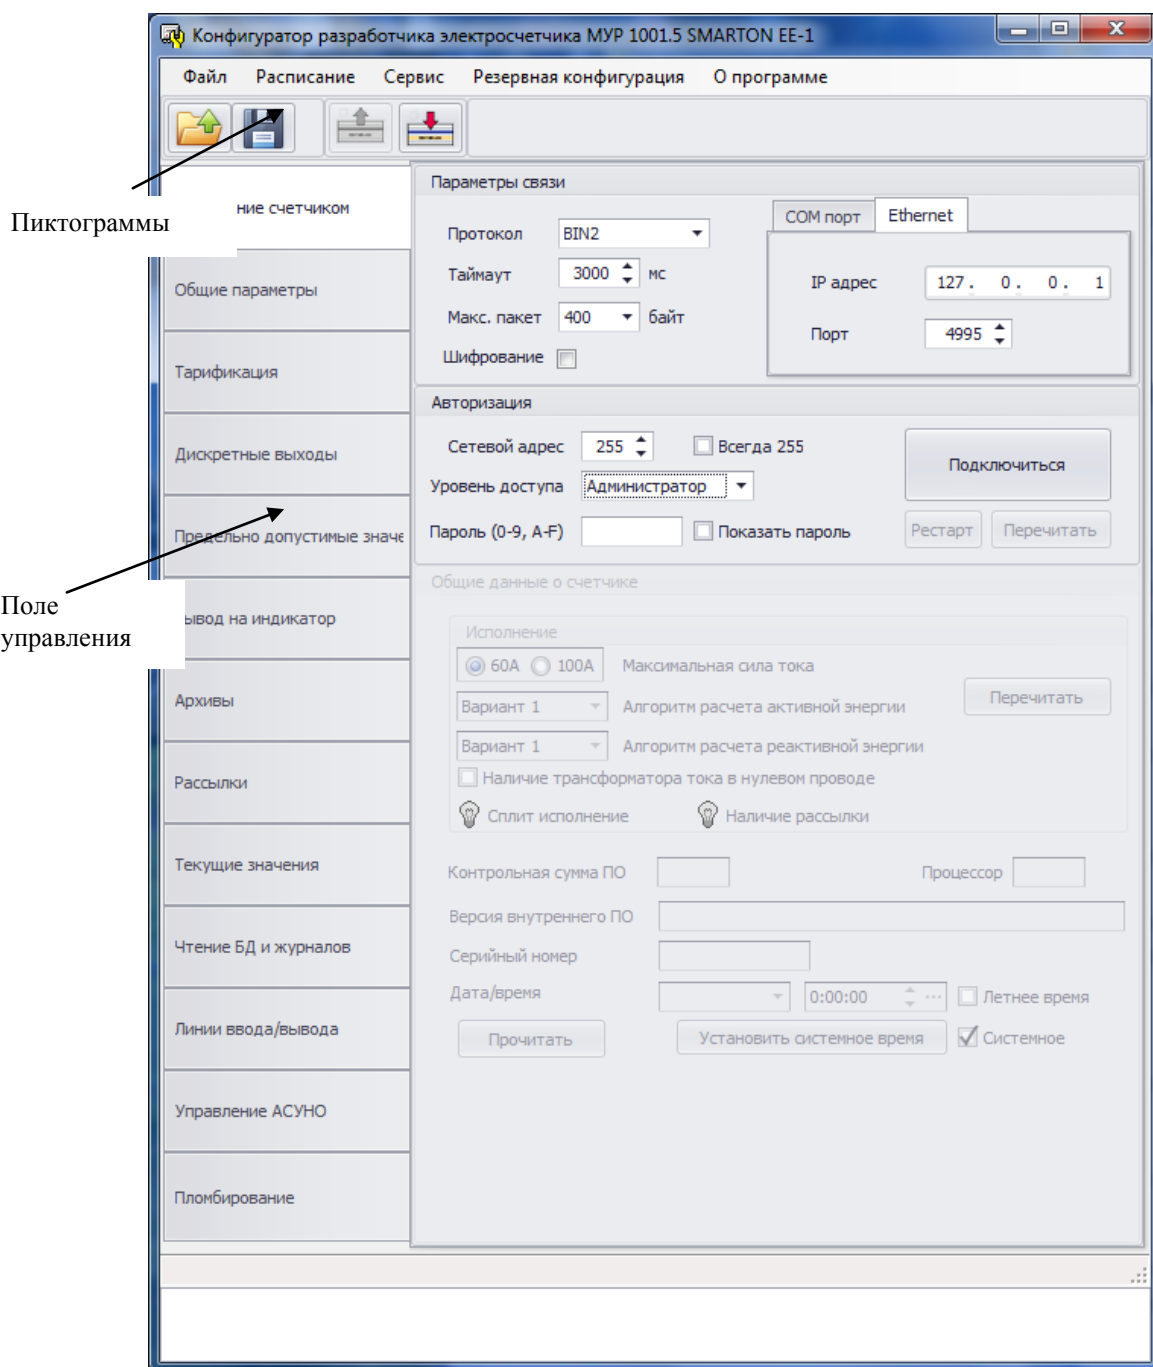 Конфигуратор разработчика электросчетчика МУР 1001.5 SMARTON EE-1
Файл Расписание Сервис Резервная конфигурация О программе
Пиктограммы
ние счетчиком
Общие параметры
Тарификация
Дискретные выходы
Предельно допустимые значе
Поле
управления
ывод на индикатор
Архивы
Рассылки
Текущие значения
Чтение БД и журналов
Линии ввода/вывода
Управление АСУНО
Пломбирование
Параметры связи
Протокол BIN2
Таймаут 3000 мс
Макс. пакет 400 байт
Шифрование
COM порт Ethernet
IP адрес 127. 0. 0. 1
Порт 4995
Авторизация
Сетевой адрес 255 Всегда 255
Уровень доступа Администратор
Пароль (0-9, A-F) Показать пароль
Подключиться
Рестарт Перечитать
Общие данные о счетчике
Исполнение
60А 100А Максимальная сила тока
Вариант 1 Алгоритм расчета активной энергии
Перечитать
Вариант 1 Алгоритм расчета реактивной энергии
Наличие трансформатора тока в нулевом проводе
Сплит исполнение Наличие рассылки
Контрольная сумма ПО Процессор
Версия внутреннего ПО
Серийный номер
Дата/время 0:00:00 ... Летнее время
Прочитать Установить системное время Системное